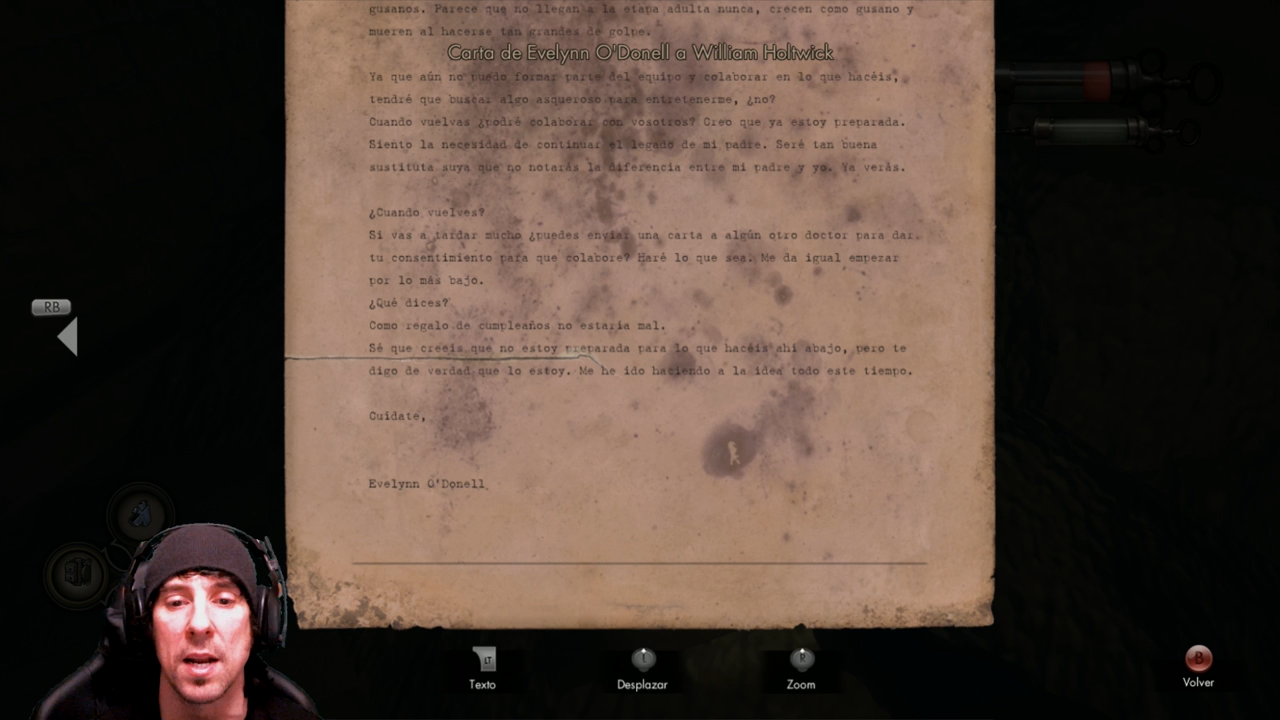 gusanos. Parece que no llegan a la etapa adulta nunca, crecen como gusano y
mueren al hacerse tan grandes de golpe.
Carta de Evelynn O'Donell a William Holtwick
Ya que aún no puedo formar parte del equipo y colaborar en lo que hacéis,
tendré que buscar algo asqueroso para entretenerme, ¿no?
Cuando vuelvas ¿podré colaborar con vosotros? Creo que ya estoy preparada.
Siento la necesidad de continuar el legado de mi padre. Seré tan buena
sustituta suya que no notarás la diferencia entre mi padre y yo. Ya verás.
¿Cuando vuelves?
Si vas a tardar mucho ¿puedes enviar una carta a algún otro doctor para dar
tu consentimiento para que colabore? Haré lo que sea. Me da igual empezar
por lo más bajo.
RB
¿Qué dices?
Como regalo de cumpleaños no estaría mal.
Sé que creéis que no estoy preparada para lo que hacéis ahí abajo, pero te
digo de verdad que lo estoy. Me he ido haciendo a la idea todo este tiempo.
Cuidate,
Evelynn O'Donell
LT
L
R
B
Texto
Desplazar
Zoom
Volver